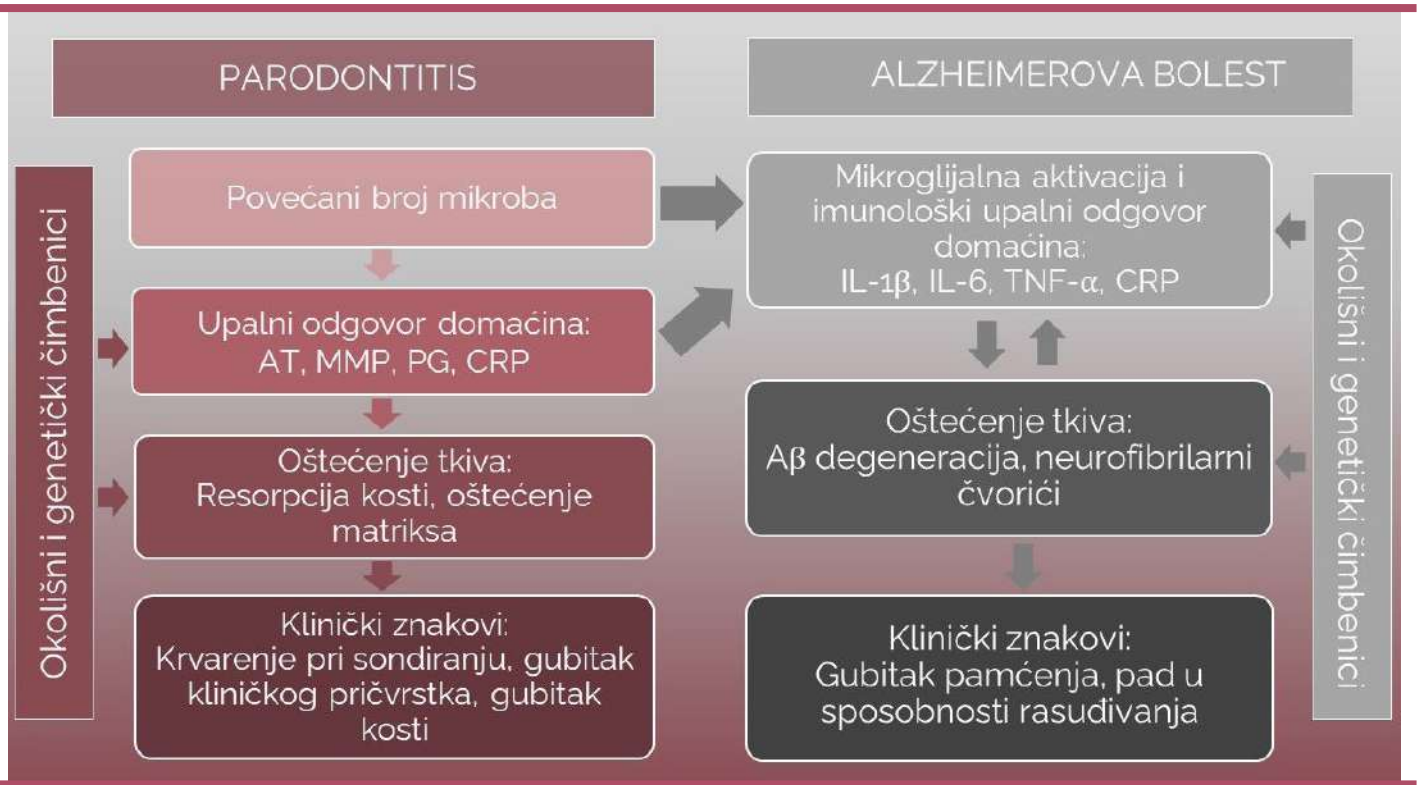 PARODONTITIS
ALZHEIMEROVA BOLEST
Okolišni i genetički čimbenici
Povećani broj mikroba
Upalni odgovor domaćina:
AT, MMP, PG, CRP
Oštećenje tkiva:
Resorpcija kosti, oštećenje
matriksa
Klinički znakovi:
Krvarenje pri sondiranju, gubitak
kliničkog pričvrstka, gubitak
kosti
Mikroglijalna aktivacija i
imunološki upalni odgovor
domaćina:
IL-1β, IL-6, TNF-α, CRP
Oštećenje tkiva:
Aβ degeneracija, neurofibrilarni
čvorići
Klinički znakovi:
Gubitak pamćenja, pad u
sposobnosti rasuđivanja
Okolišni i genetički čimbenici